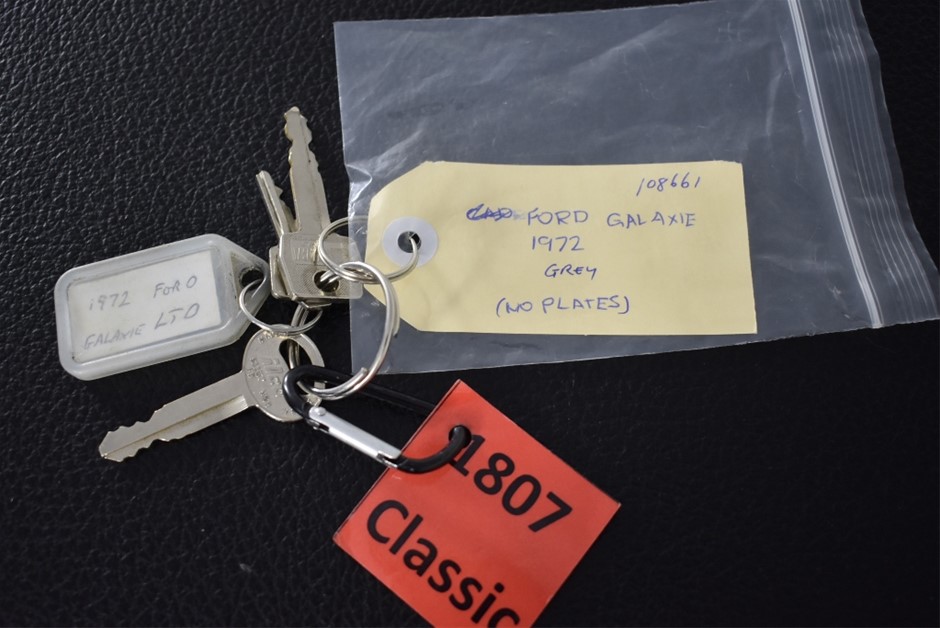 108661
FORD GALAXIE
1972
GREY
(NO PLATES)
1972 FORD
GALAXIE LTD
1807
Classic